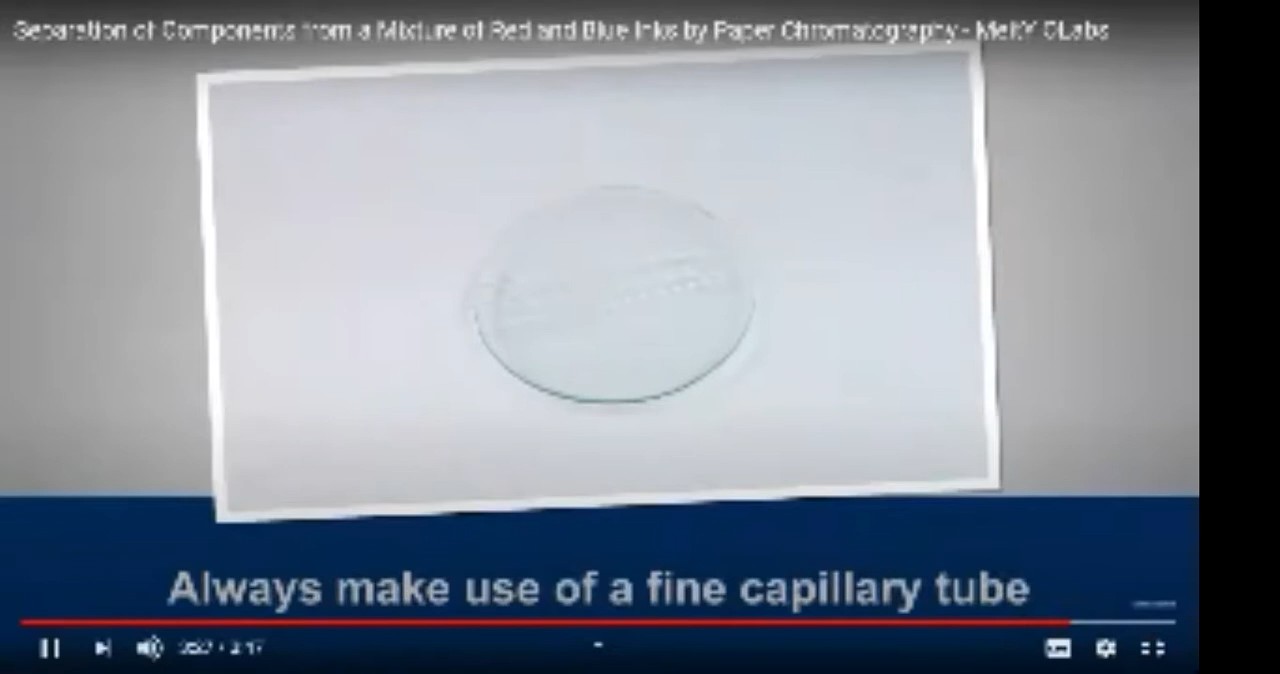 Separation of Components from a Mixture of Red and Blue Inks by Paper Chromatography - MeitY OLabs
Always make use of a fine capillary tube